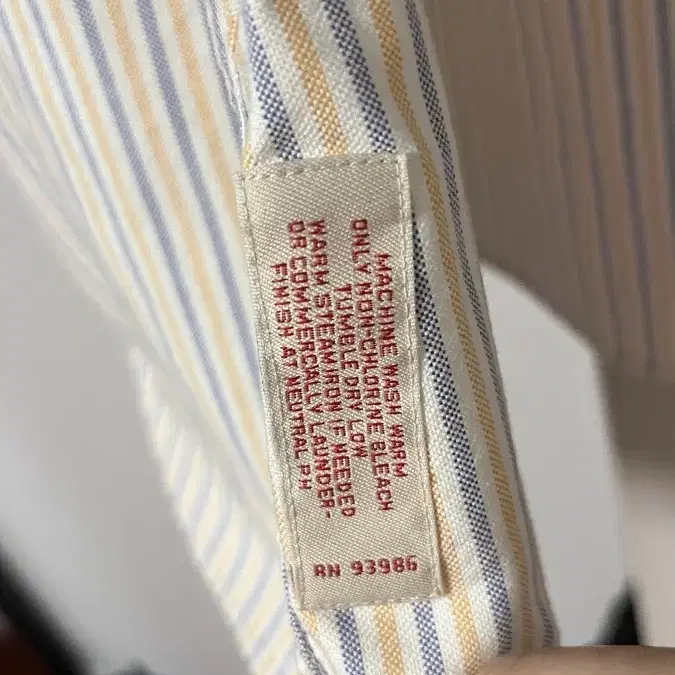 MACHINE WASH WARM
ONLY NON-CHLORINE BLEACH
TUMBLE DRY LOW
WARM STEAM IRON IF NEEDED
OR COMMERCIALLY LAUNDER-
FINISH AT NEUTRAL PH
RN 93986